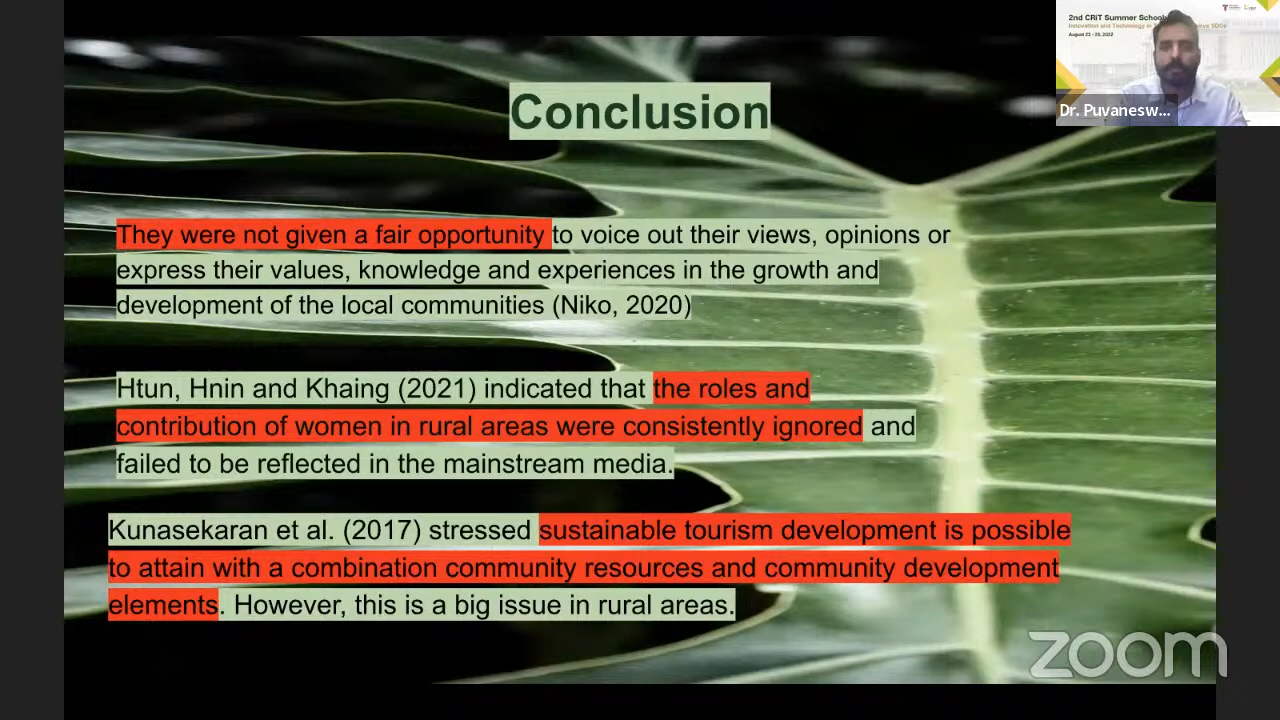 2nd CRiT Summer School
August 23 - 25, 2022
Dr. Puvanesw...
Conclusion
They were not given a fair opportunity to voice out their views, opinions or
express their values, knowledge and experiences in the growth and
development of the local communities (Niko, 2020)
Htun, Hnin and Khaing (2021) indicated that the roles and
contribution of women in rural areas were consistently ignored and
failed to be reflected in the mainstream media.
Kunasekaran et al. (2017) stressed sustainable tourism development is possible
to attain with a combination community resources and community development
elements. However, this is a big issue in rural areas.
zoom